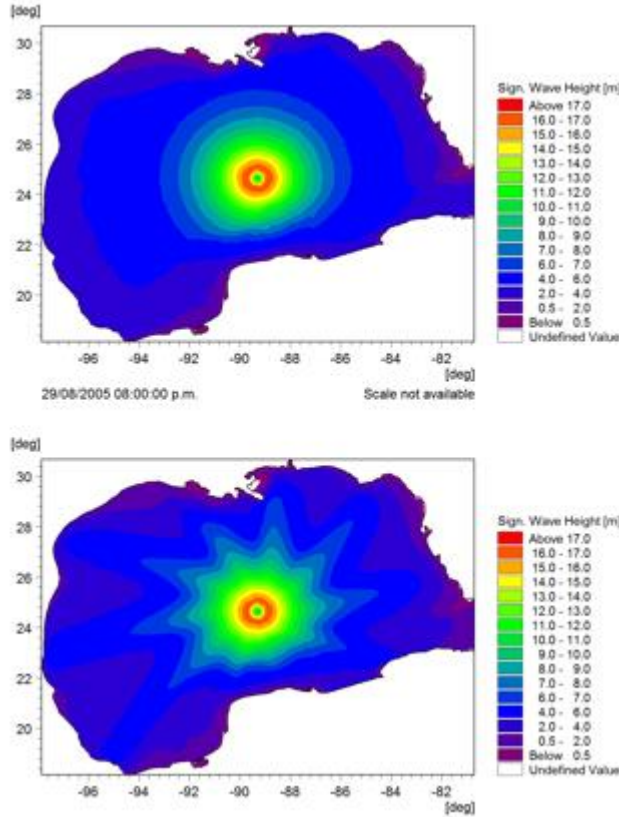 [deg]
30
28
26
24
22
20
-96 -94 -92 -90 -88 -86 -84 -82
[deg]
29/08/2005 08:00:00 p.m. Scale not available
Sign. Wave Height [m]
Above 17.0
16.0 - 17.0
15.0 - 16.0
14.0 - 15.0
13.0 - 14.0
12.0 - 13.0
11.0 - 12.0
10.0 - 11.0
9.0 - 10.0
8.0 - 9.0
7.0 - 8.0
6.0 - 7.0
4.0 - 6.0
2.0 - 4.0
0.5 - 2.0
Below 0.5
Undefined Value
[deg]
30
28
26
24
22
20
-96 -94 -92 -90 -88 -86 -84 -82
[deg]
Sign. Wave Height [m]
Above 17.0
16.0 - 17.0
15.0 - 16.0
14.0 - 15.0
13.0 - 14.0
12.0 - 13.0
11.0 - 12.0
10.0 - 11.0
9.0 - 10.0
8.0 - 9.0
7.0 - 8.0
6.0 - 7.0
4.0 - 6.0
2.0 - 4.0
0.5 - 2.0
Below 0.5
Undefined Value